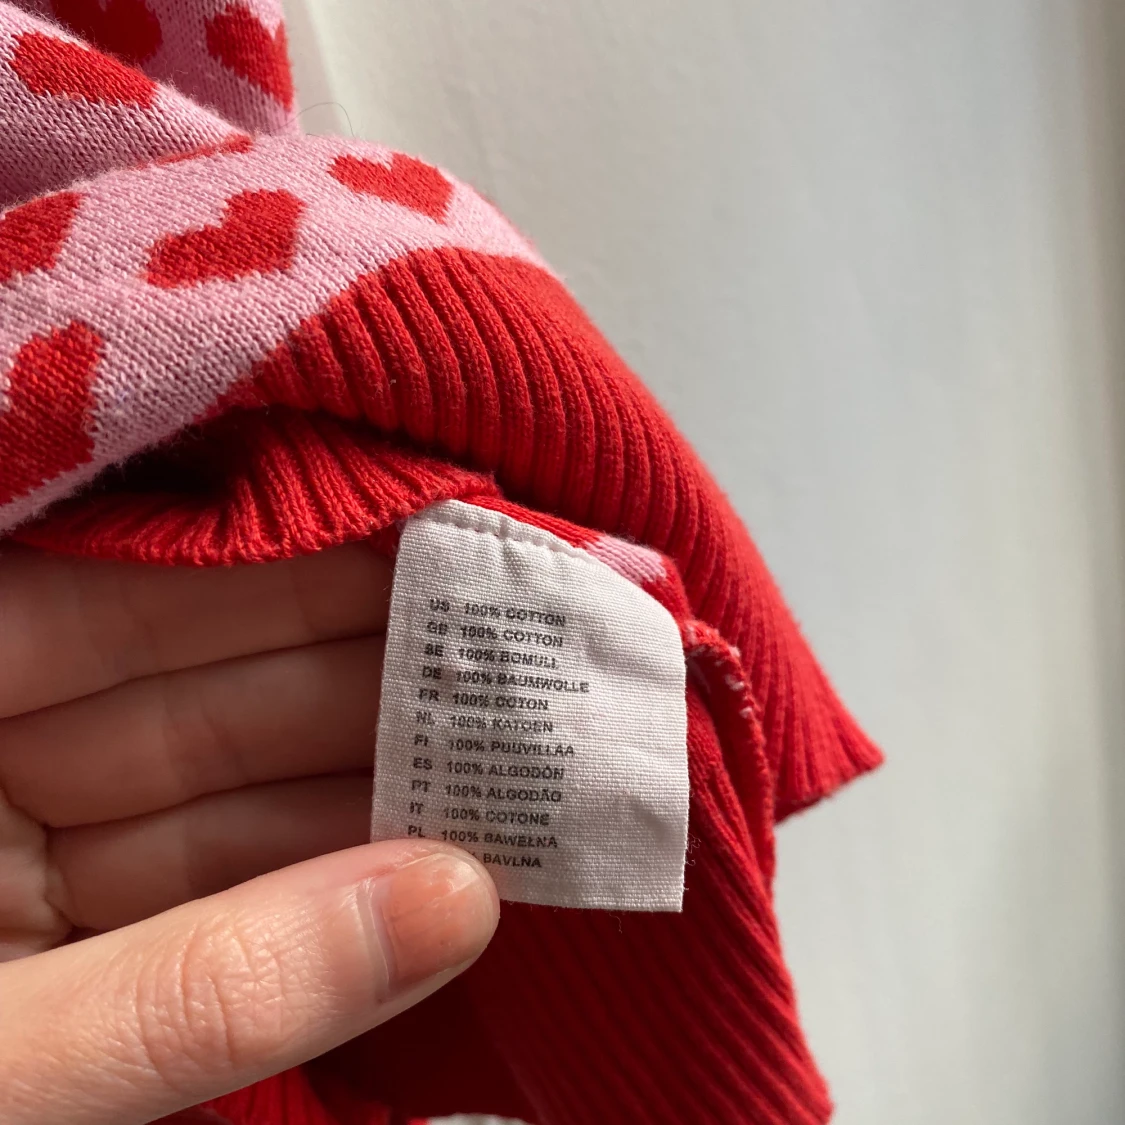 US 100% COTTON
GB 100% COTTON
SE 100% BOMULL
DE 100% BAUMWOLLE
FR 100% COTON
NL 100% KATOEN
FI 100% PUUVILLAA
ES 100% ALGODÓN
PT 100% ALGODÃO
IT 100% COTONE
PL 100% BAWEŁNA
BAVLNA